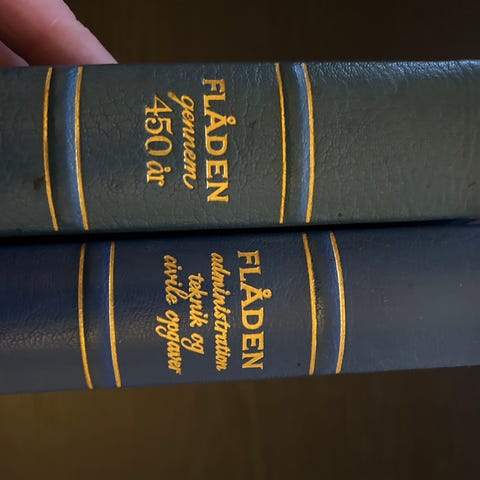 FLÅDEN
gennem
450 år
FLÅDEN
administration
teknik og
civile opgaver